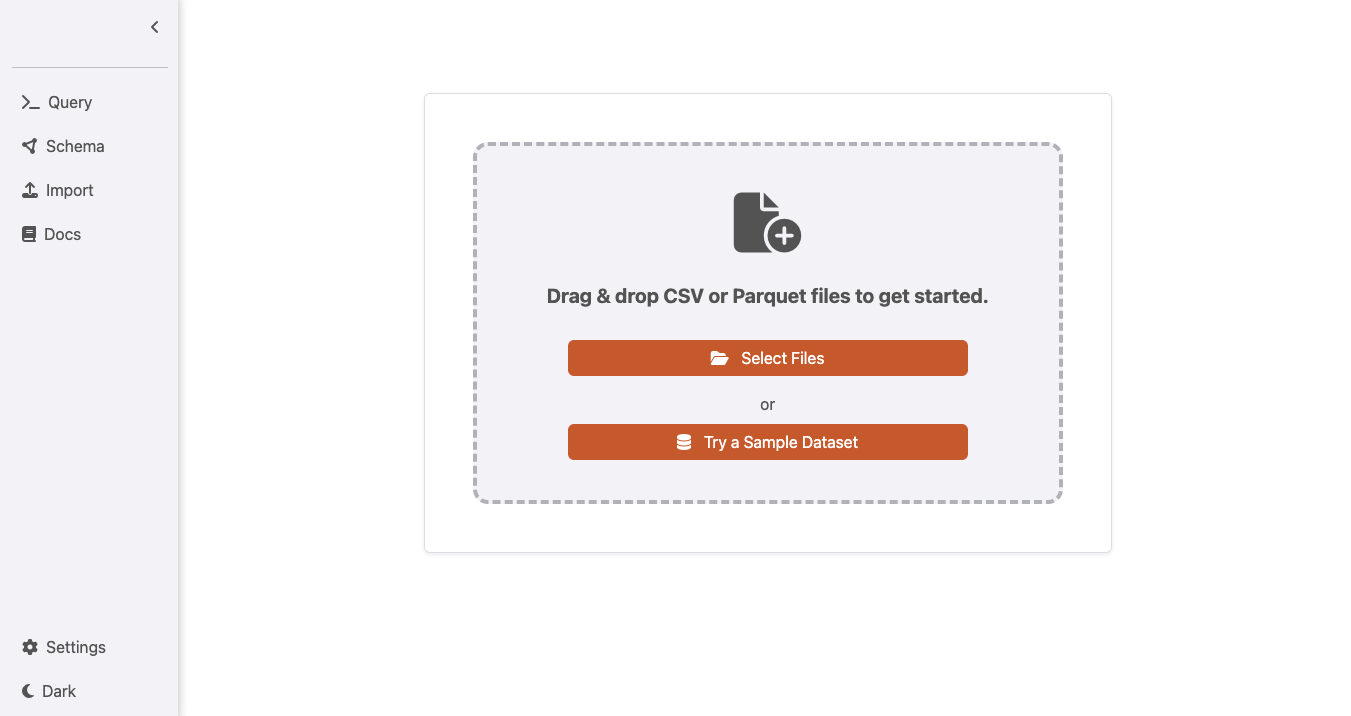 Query
Schema
Import
Docs
Drag & drop CSV or Parquet files to get started.
Select Files
or
Try a Sample Dataset
Settings
Dark